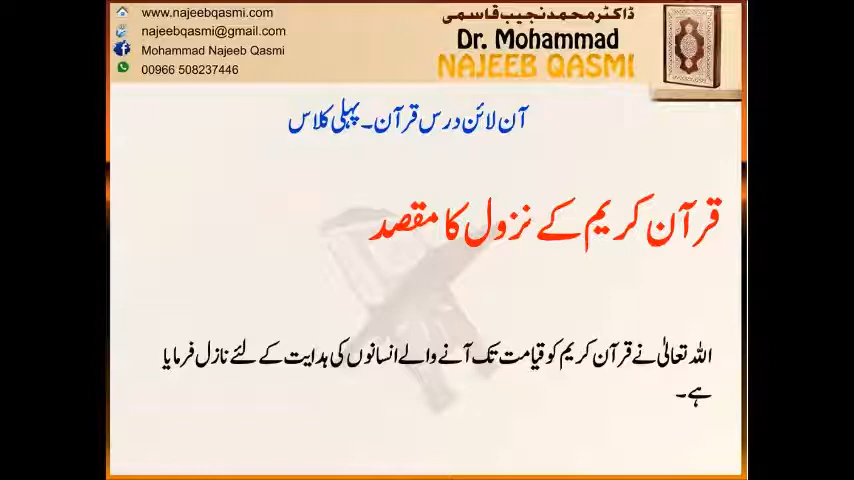 www.najeebqasmi.com
najeebqasmi@gmail.com
Mohammad Najeeb Qasmi
00966 508237446
ڈاکٹر محمد نجیب قاسمی
Dr. Mohammad
NAJEEB QASMI
آن لائن درس قرآن۔ پہلی کلاس
قرآن کریم کے نزول کا مقصد
اللہ تعالیٰ نے قرآن کریم کو قیامت تک آنے والے انسانوں کی ہدایت کے لئے نازل فرمایا
ہے۔